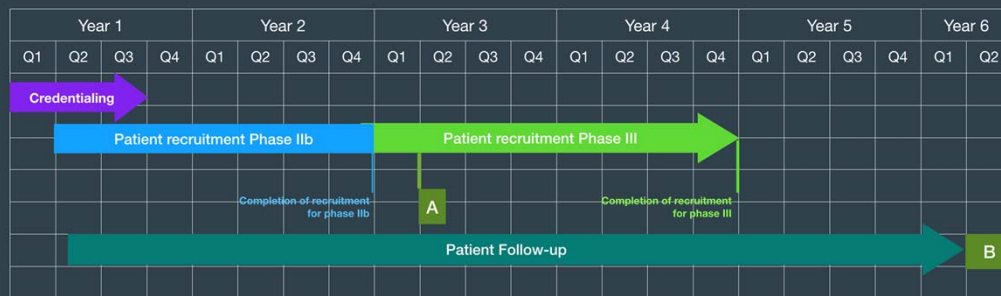 Year 1 Year 2 Year 3 Year 4 Year 5 Year 6
Q1 Q2 Q3 Q4 Q1 Q2 Q3 Q4 Q1 Q2 Q3 Q4 Q1 Q2 Q3 Q4 Q1 Q2 Q3 Q4 Q1 Q2
Credentialing
Patient recruitment Phase IIb Patient recruitment Phase III
Completion of recruitment
for phase IIb
A
Completion of recruitment
for phase III
Patient Follow-up
B